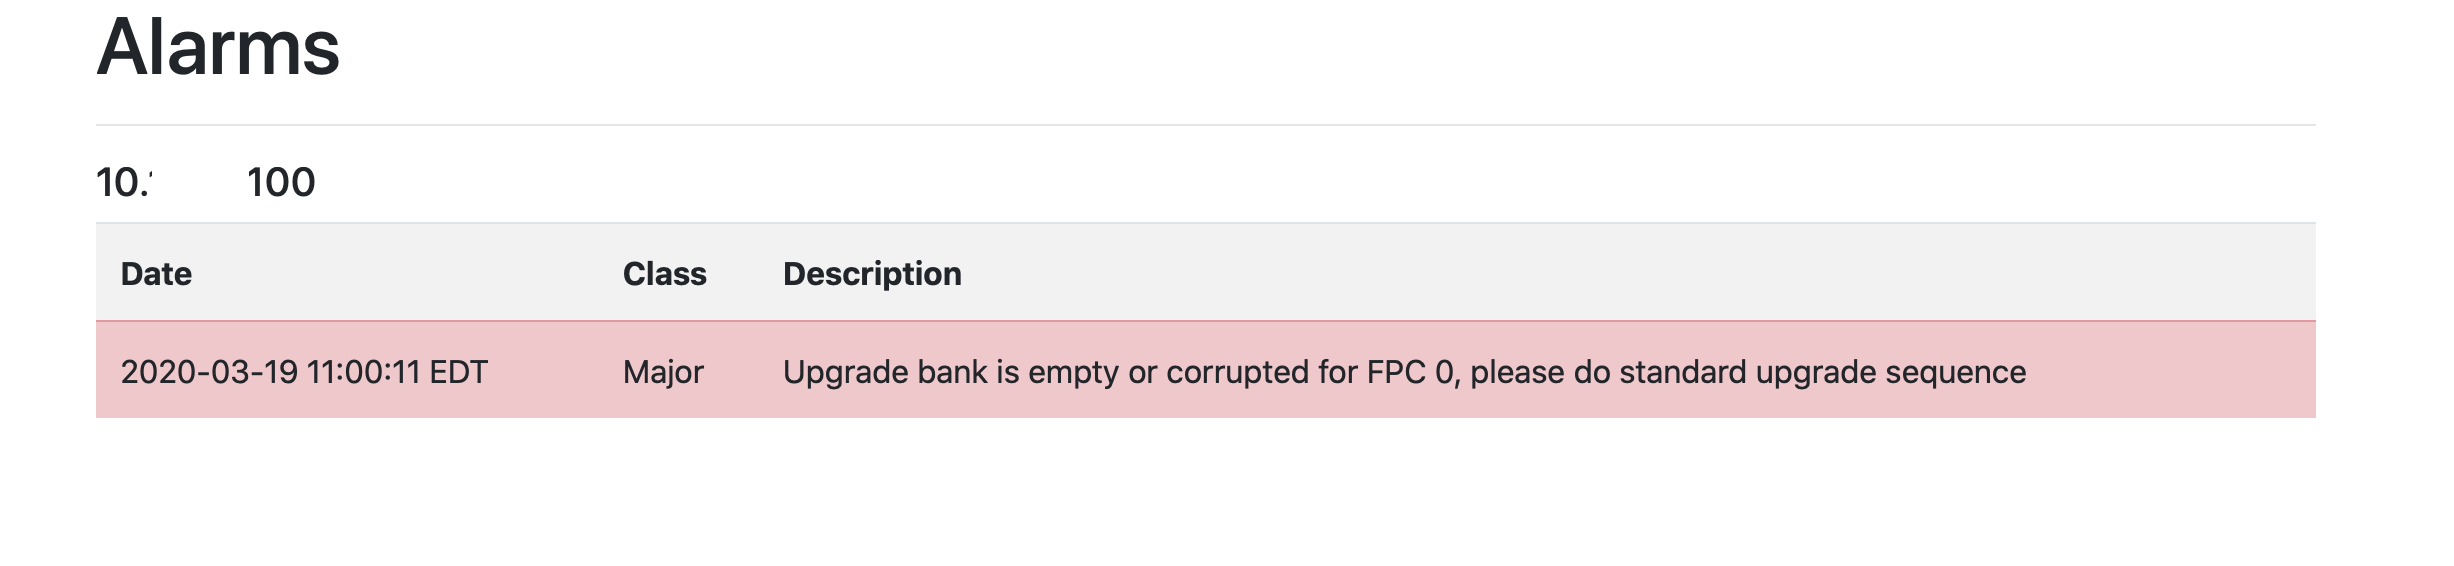 Alarms
10. 100
Date Class Description
2020-03-19 11:00:11 EDT Major Upgrade bank is empty or corrupted for FPC 0, please do standard upgrade sequence